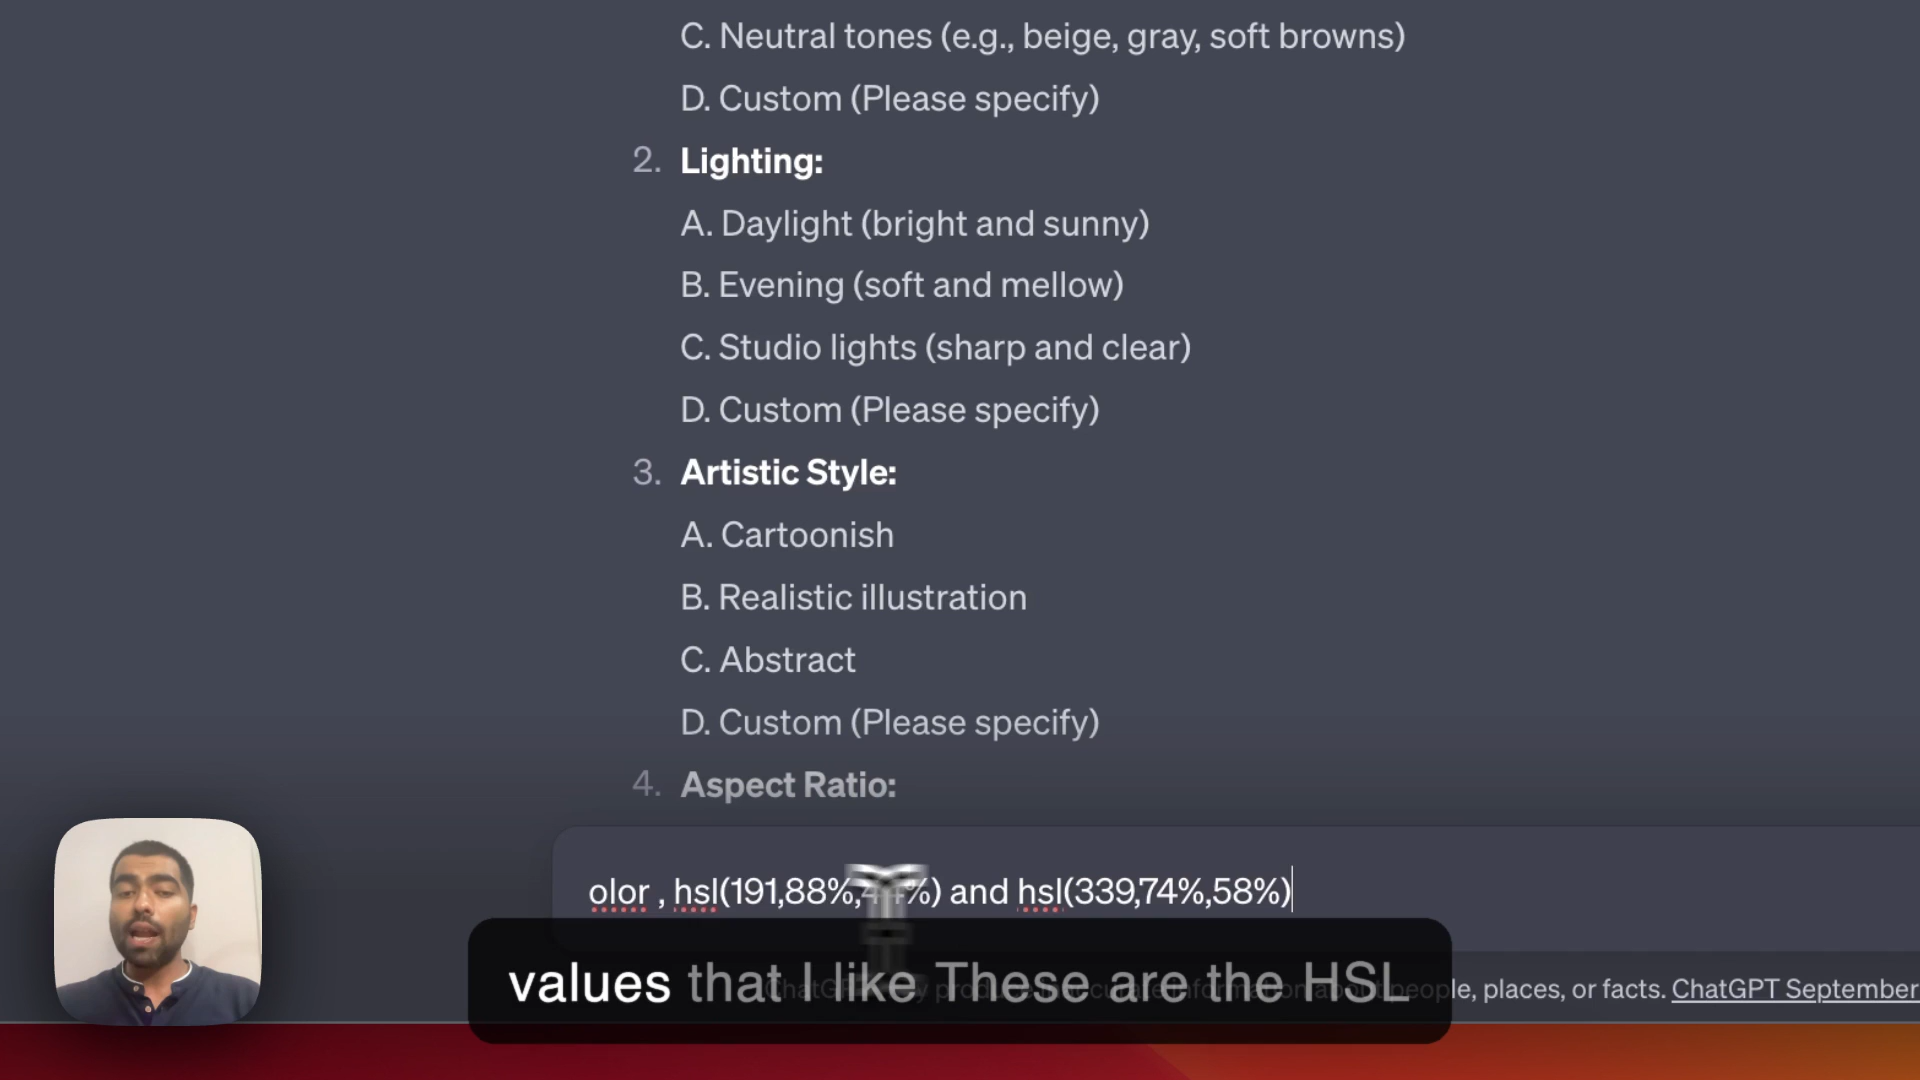 C. Neutral tones (e.g., beige, gray, soft browns)
D. Custom (Please specify)
2. Lighting:
A. Daylight (bright and sunny)
B. Evening (soft and mellow)
C. Studio lights (sharp and clear)
D. Custom (Please specify)
3. Artistic Style:
A. Cartoonish
B. Realistic illustration
C. Abstract
D. Custom (Please specify)
4. Aspect Ratio:
olor , hsl(191,88%, %) and hsl(339,74%,58%)
values that I like These are the HSL
le, places, or facts. ChatGPT September